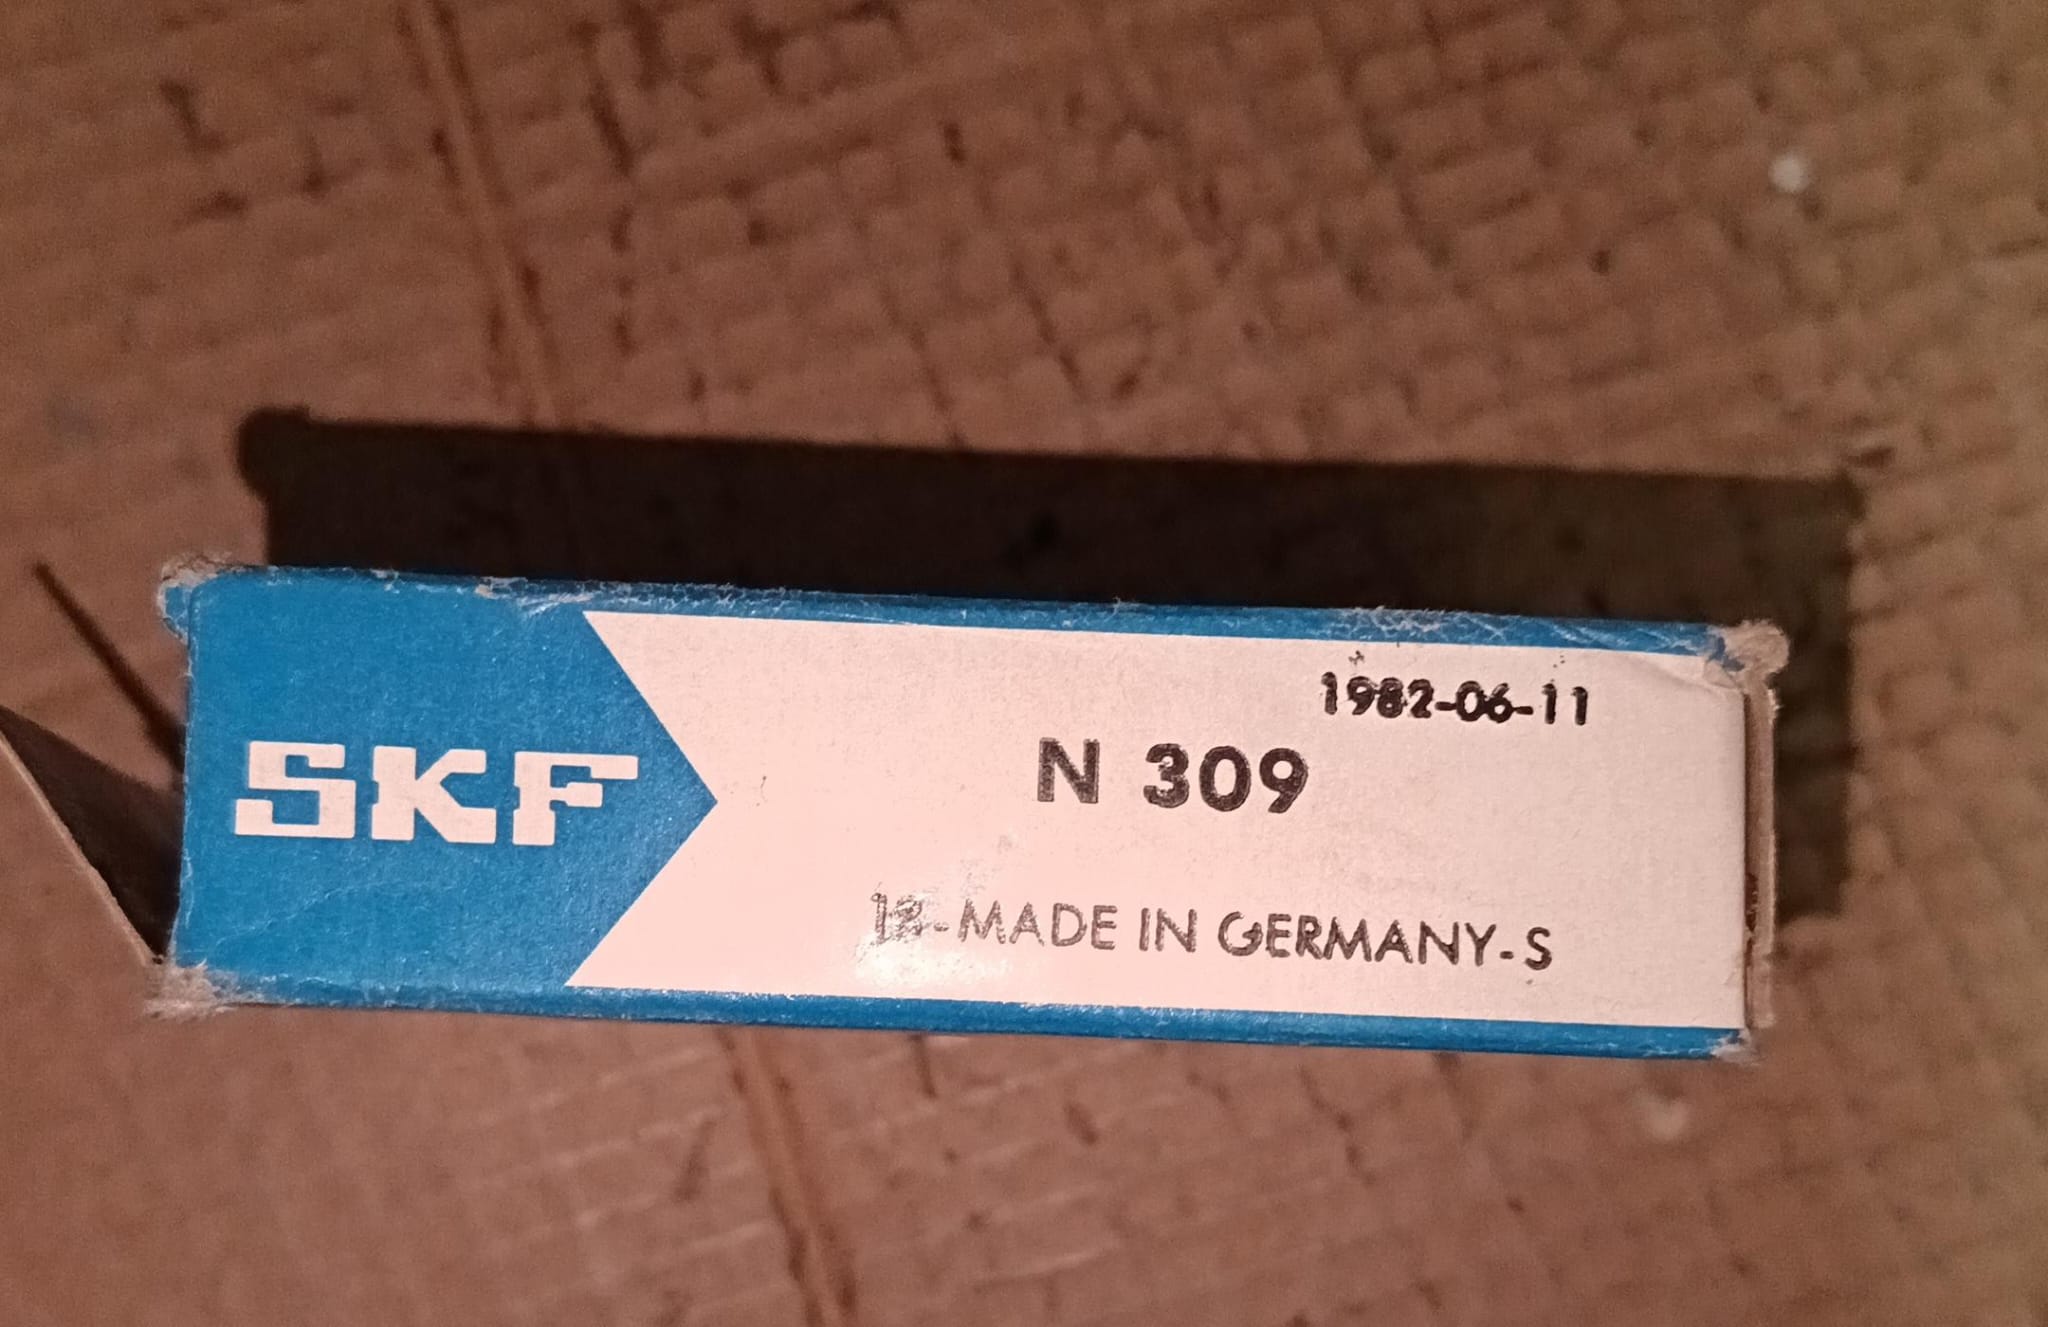 SKF
1982-06-11
N 309
-MADE IN GERMANY-S